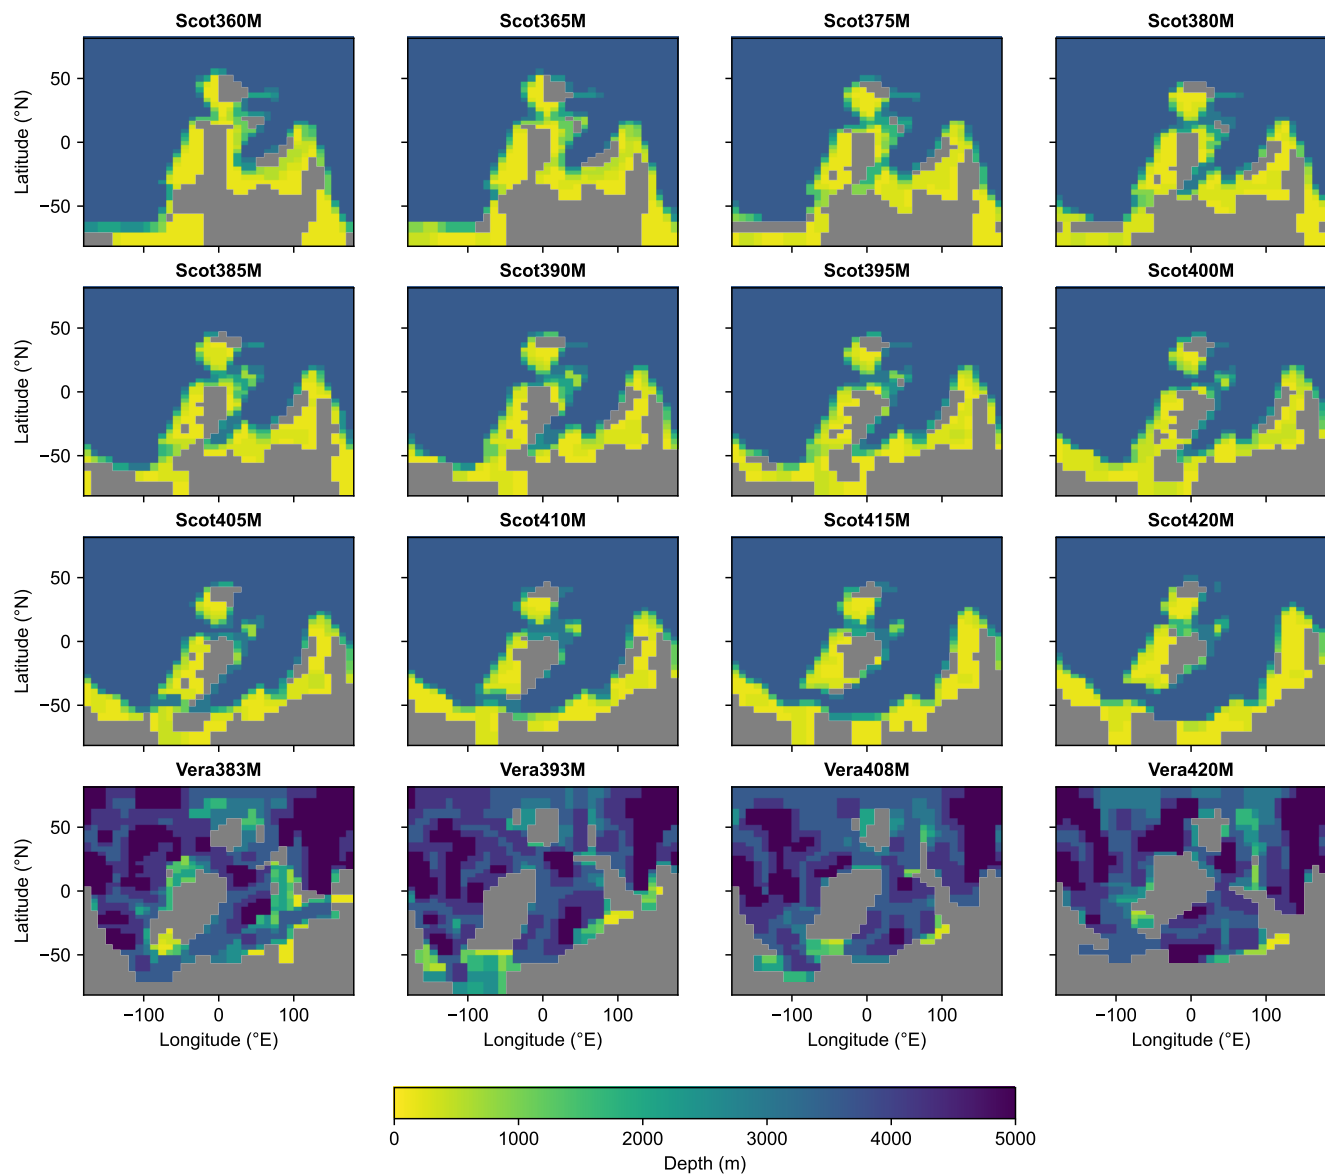 Scot360M Scot365M Scot375M Scot380M
50
0
−50
Latitude (°N)
Scot385M Scot390M Scot395M Scot400M
50
0
−50
Latitude (°N)
Scot405M Scot410M Scot415M Scot420M
50
0
−50
Latitude (°N)
Vera383M Vera393M Vera408M Vera420M
50
0
−50
Latitude (°N)
−100 0 100 −100 0 100 −100 0 100 −100 0 100
Longitude (°E) Longitude (°E) Longitude (°E) Longitude (°E)
0 1000 2000 3000 4000 5000
Depth (m)